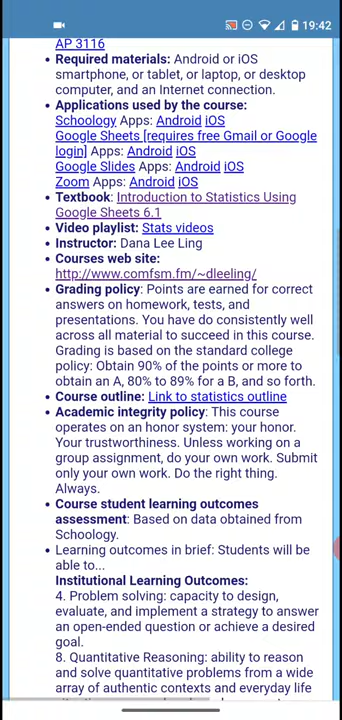 19:42
AP 3116
Required materials: Android or iOS
smartphone, or tablet, or laptop, or desktop
computer, and an Internet connection.
Applications used by the course:
Schoology Apps: Android iOS
Google Sheets [requires free Gmail or Google
login] Apps: Android iOS
Google Slides Apps: Android iOS
Zoom Apps: Android iOS
Textbook: Introduction to Statistics Using
Google Sheets 6.1
Video playlist: Stats videos
Instructor: Dana Lee Ling
Courses web site:
http://www.comfsm.fm/~dleeling/
Grading policy: Points are earned for correct
answers on homework, tests, and
presentations. You have do consistently well
across all material to succeed in this course.
Grading is based on the standard college
policy: Obtain 90% of the points or more to
obtain an A, 80% to 89% for a B, and so forth.
Course outline: Link to statistics outline
Academic integrity policy: This course
operates on an honor system: your honor.
Your trustworthiness. Unless working on a
group assignment, do your own work. Submit
only your own work. Do the right thing.
Always.
Course student learning outcomes
assessment: Based on data obtained from
Schoology.
Learning outcomes in brief: Students will be
able to...
Institutional Learning Outcomes:
4. Problem solving: capacity to design,
evaluate, and implement a strategy to answer
an open-ended question or achieve a desired
goal.
8. Quantitative Reasoning: ability to reason
and solve quantitative problems from a wide
array of authentic contexts and everyday life